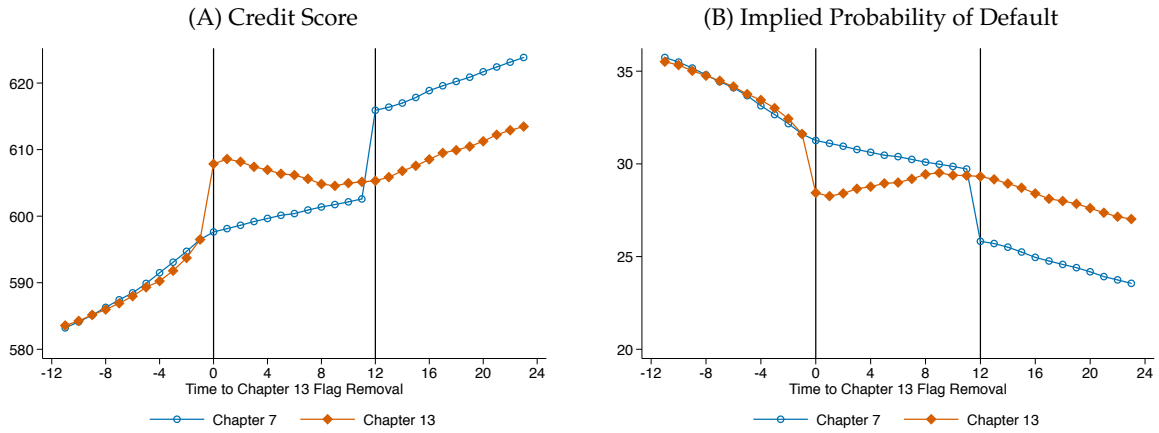 (A) Credit Score
620
610
600
590
580
-12 -8 -4 0 4 8 12 16 20 24
Time to Chapter 13 Flag Removal
Chapter 7 Chapter 13
(B) Implied Probability of Default
35
30
25
20
-12 -8 -4 0 4 8 12 16 20 24
Time to Chapter 13 Flag Removal
Chapter 7 Chapter 13